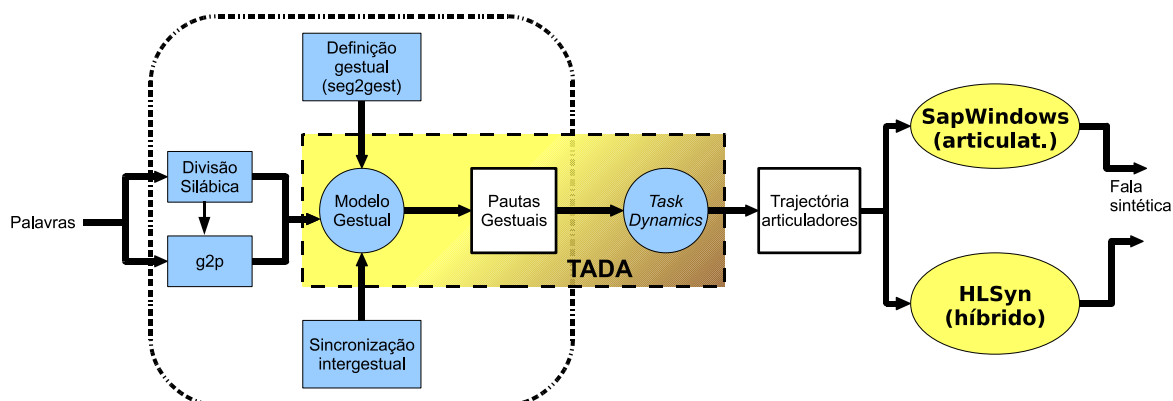 Definição
gestual
(seg2gest)
SapWindows
(articulat.)
Divisão
Silábica
Palavras
g2p
Modelo
Gestual
Pautas
Gestuais
Task
Dynamics
TADA
Trajectória
articuladores
Fala
sintética
HLSyn
(híbrido)
Sincronização
intergestual